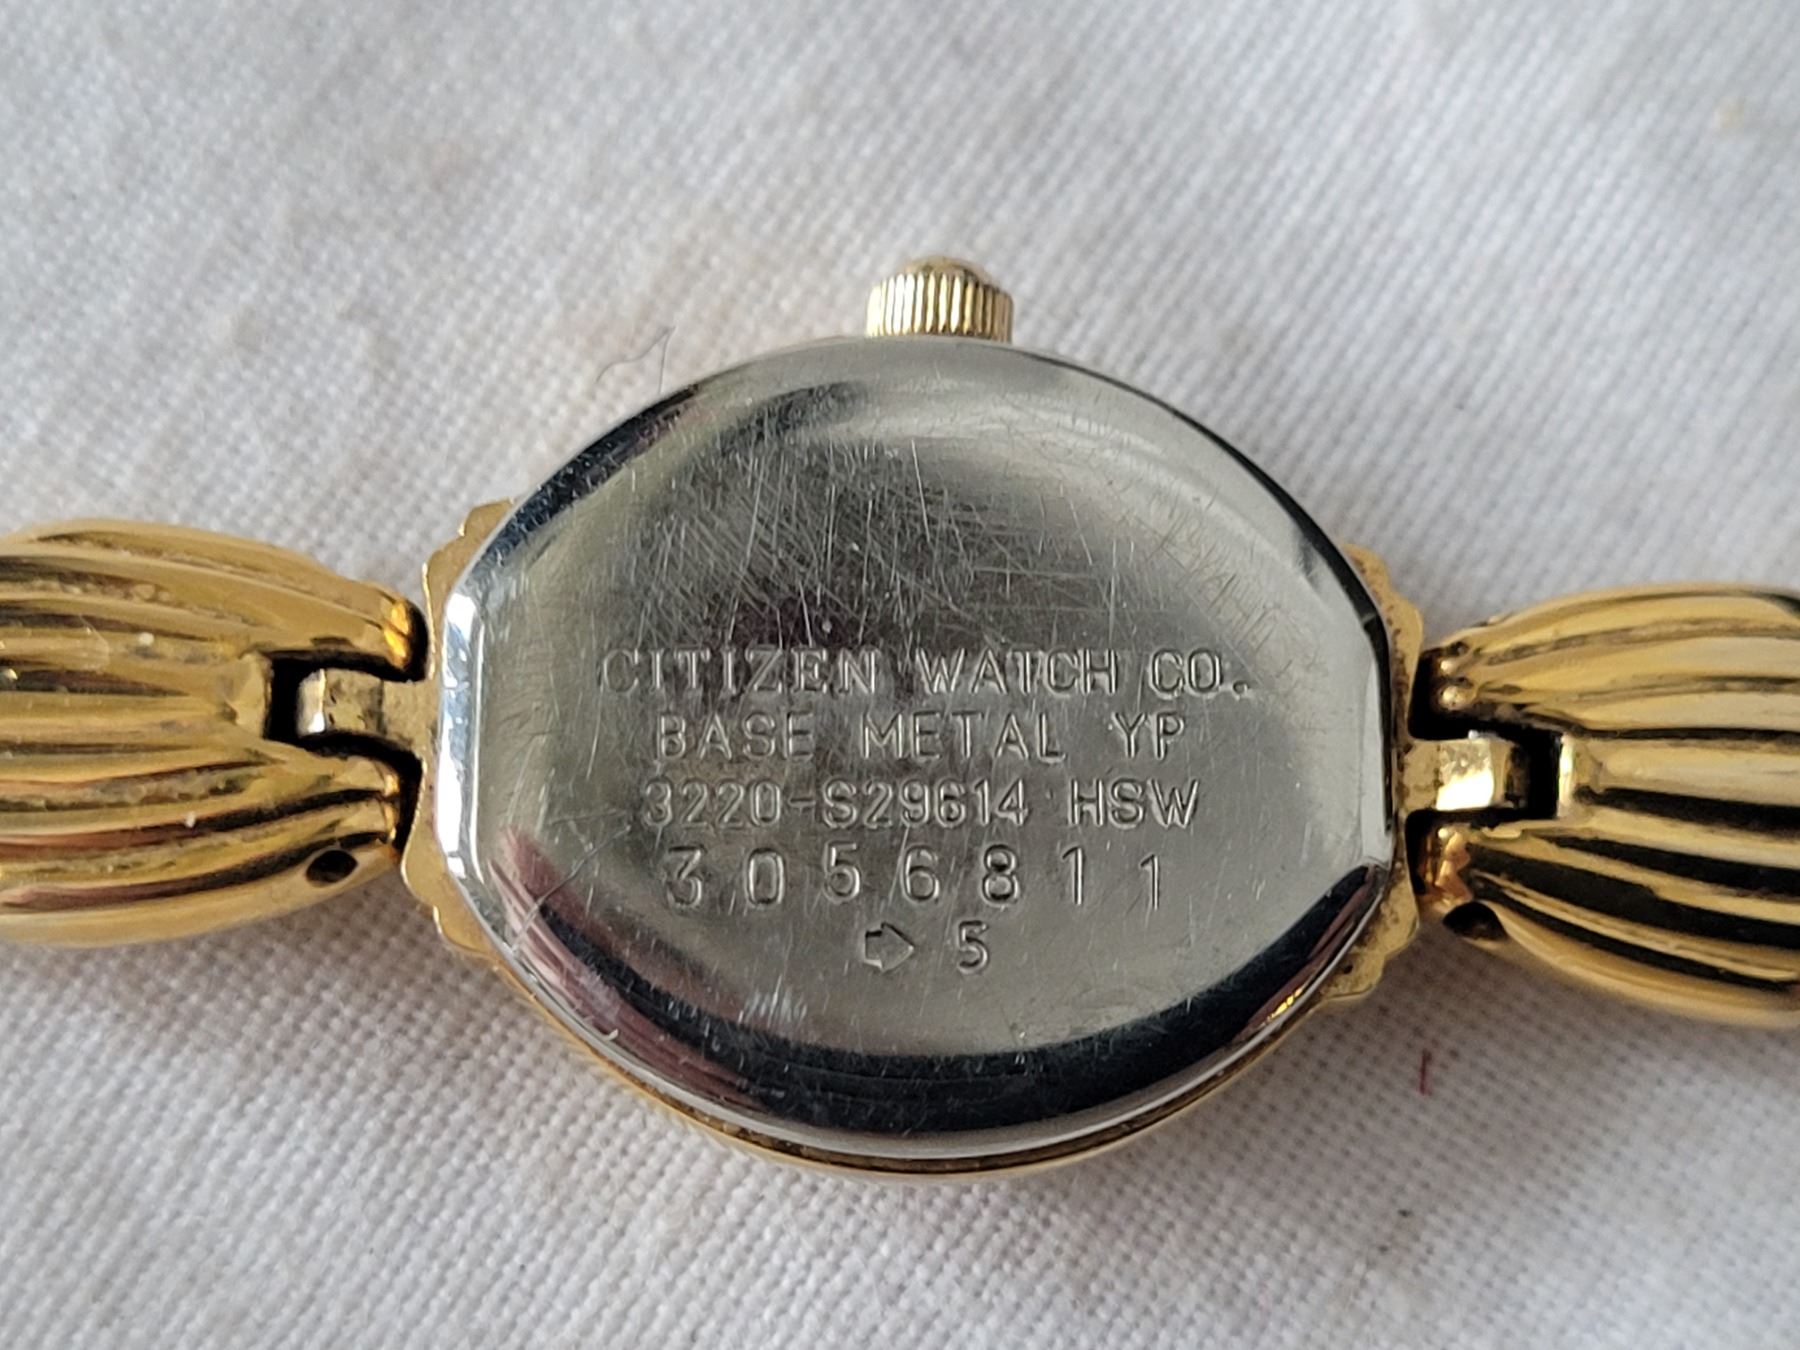 CITIZEN WATCH CO.
BASE METAL YP
3220-S29614 HSW
3056811
5